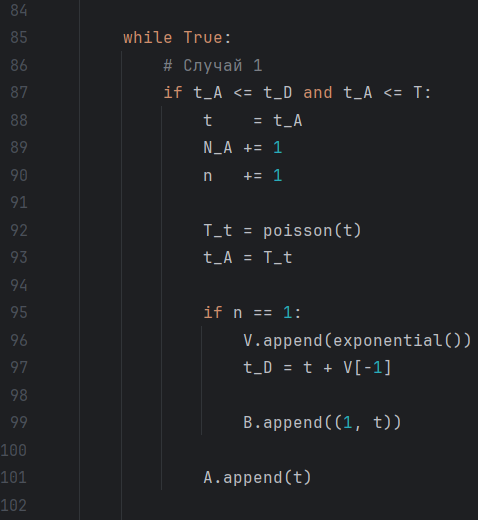 84
85 while True:
86 # Случай 1
87 if t_A <= t_D and t_A <= T:
88 t    = t_A
89 N_A += 1
90 n   += 1
91
92 T_t = poisson(t)
93 t_A = T_t
94
95 if n == 1:
96 V.append(exponential())
97 t_D = t + V[-1]
98
99 B.append((1, t))
100
101 A.append(t)
102